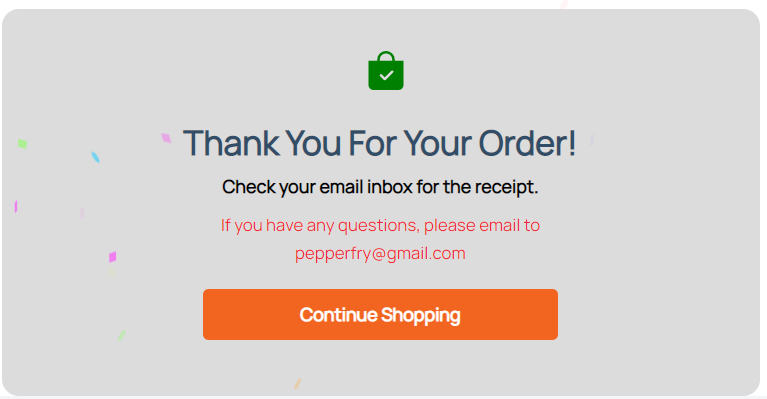 Thank You For Your Order!
Check your email inbox for the receipt.
If you have any questions, please email to
pepperfry@gmail.com
Continue Shopping